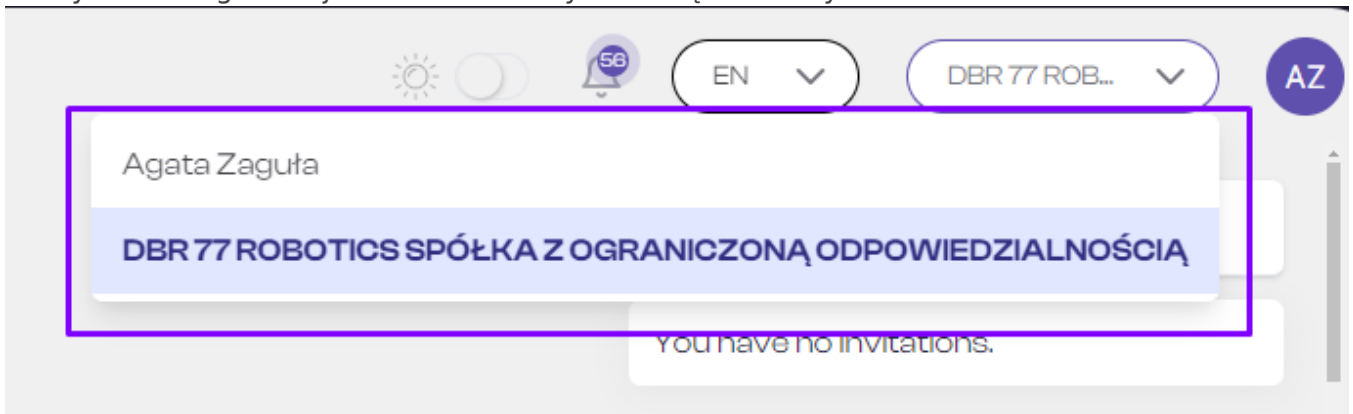 56
EN
DBR 77 ROB...
AZ
Agata Zaguła
DBR 77 ROBOTICS SPÓŁKA Z OGRANICZONĄ ODPOWIEDZIALNOŚCIĄ
You have no invitations.